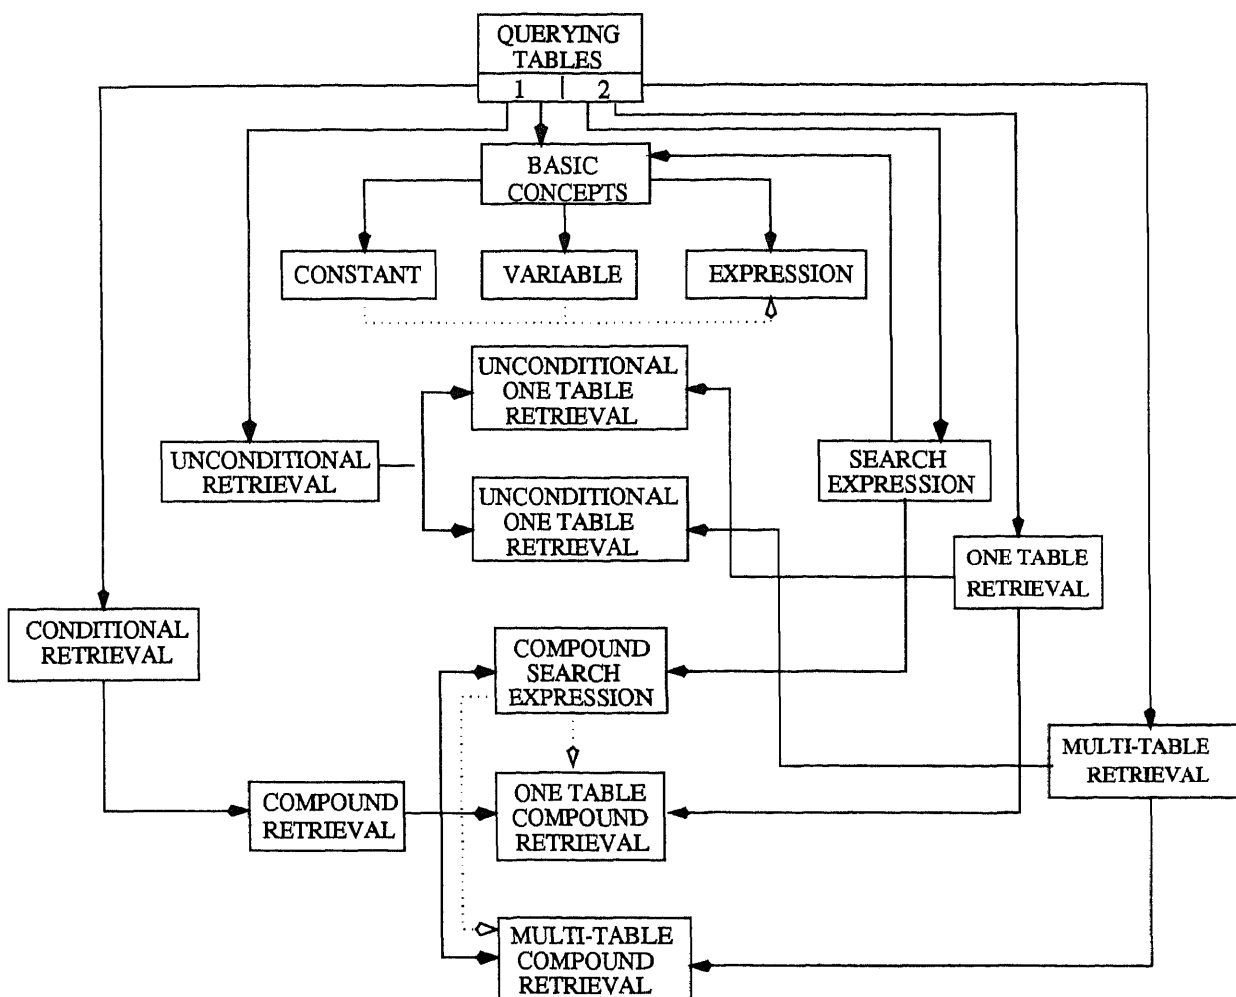 QUERYING
TABLES
1 | 2
BASIC
CONCEPTS
CONSTANT
VARIABLE
EXPRESSION
UNCONDITIONAL
ONE TABLE
RETRIEVAL
UNCONDITIONAL
RETRIEVAL
SEARCH
EXPRESSION
UNCONDITIONAL
ONE TABLE
RETRIEVAL
ONE TABLE
RETRIEVAL
CONDITIONAL
RETRIEVAL
COMPOUND
SEARCH
EXPRESSION
MULTI-TABLE
RETRIEVAL
COMPOUND
RETRIEVAL
ONE TABLE
COMPOUND
RETRIEVAL
MULTI-TABLE
COMPOUND
RETRIEVAL